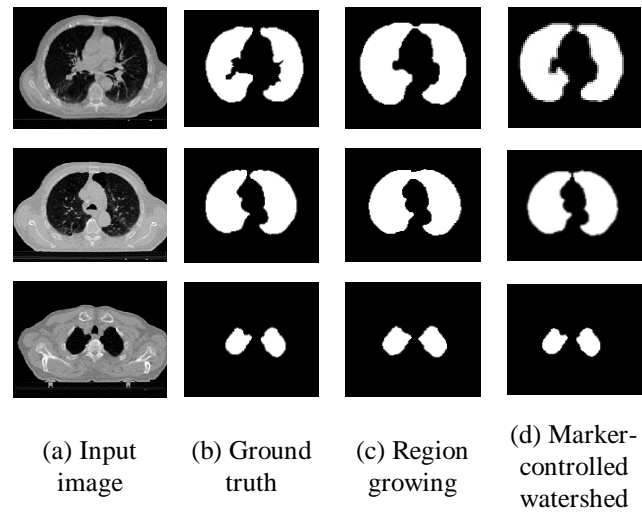 (a) Input
image
(b) Ground
truth
(c) Region
growing
(d) Marker-
controlled
watershed